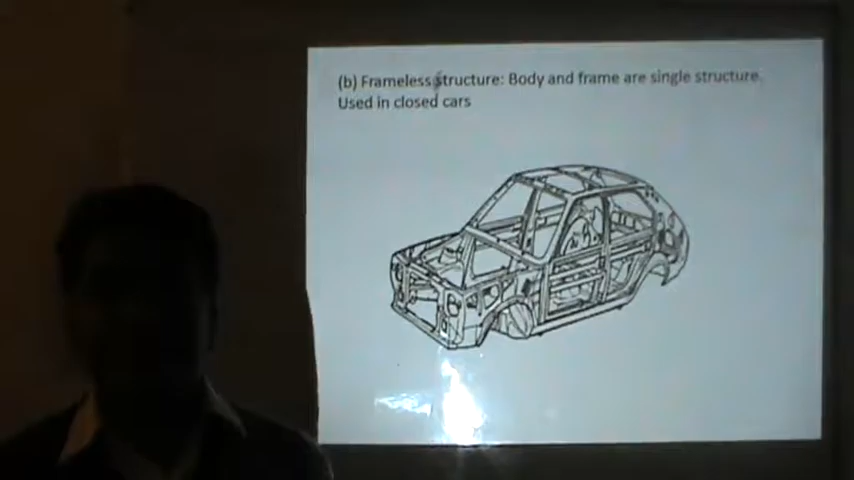 (b) Frameless structure: Body and frame are single structure.
Used in closed cars